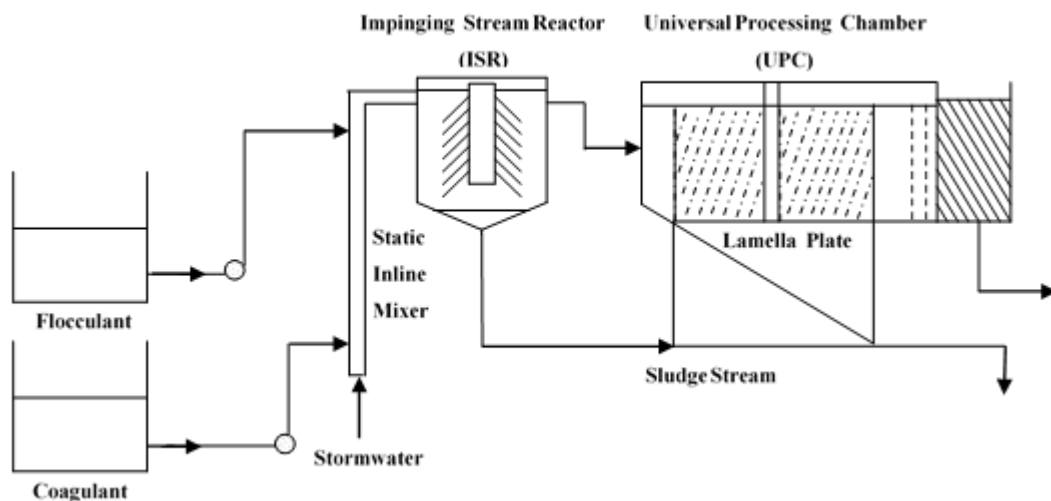 Impinging Stream Reactor
(ISR)
Universal Processing Chamber
(UPC)
Static
Inline
Mixer
Lamella Plate
Flocculant
Sludge Stream
Stormwater
Coagulant